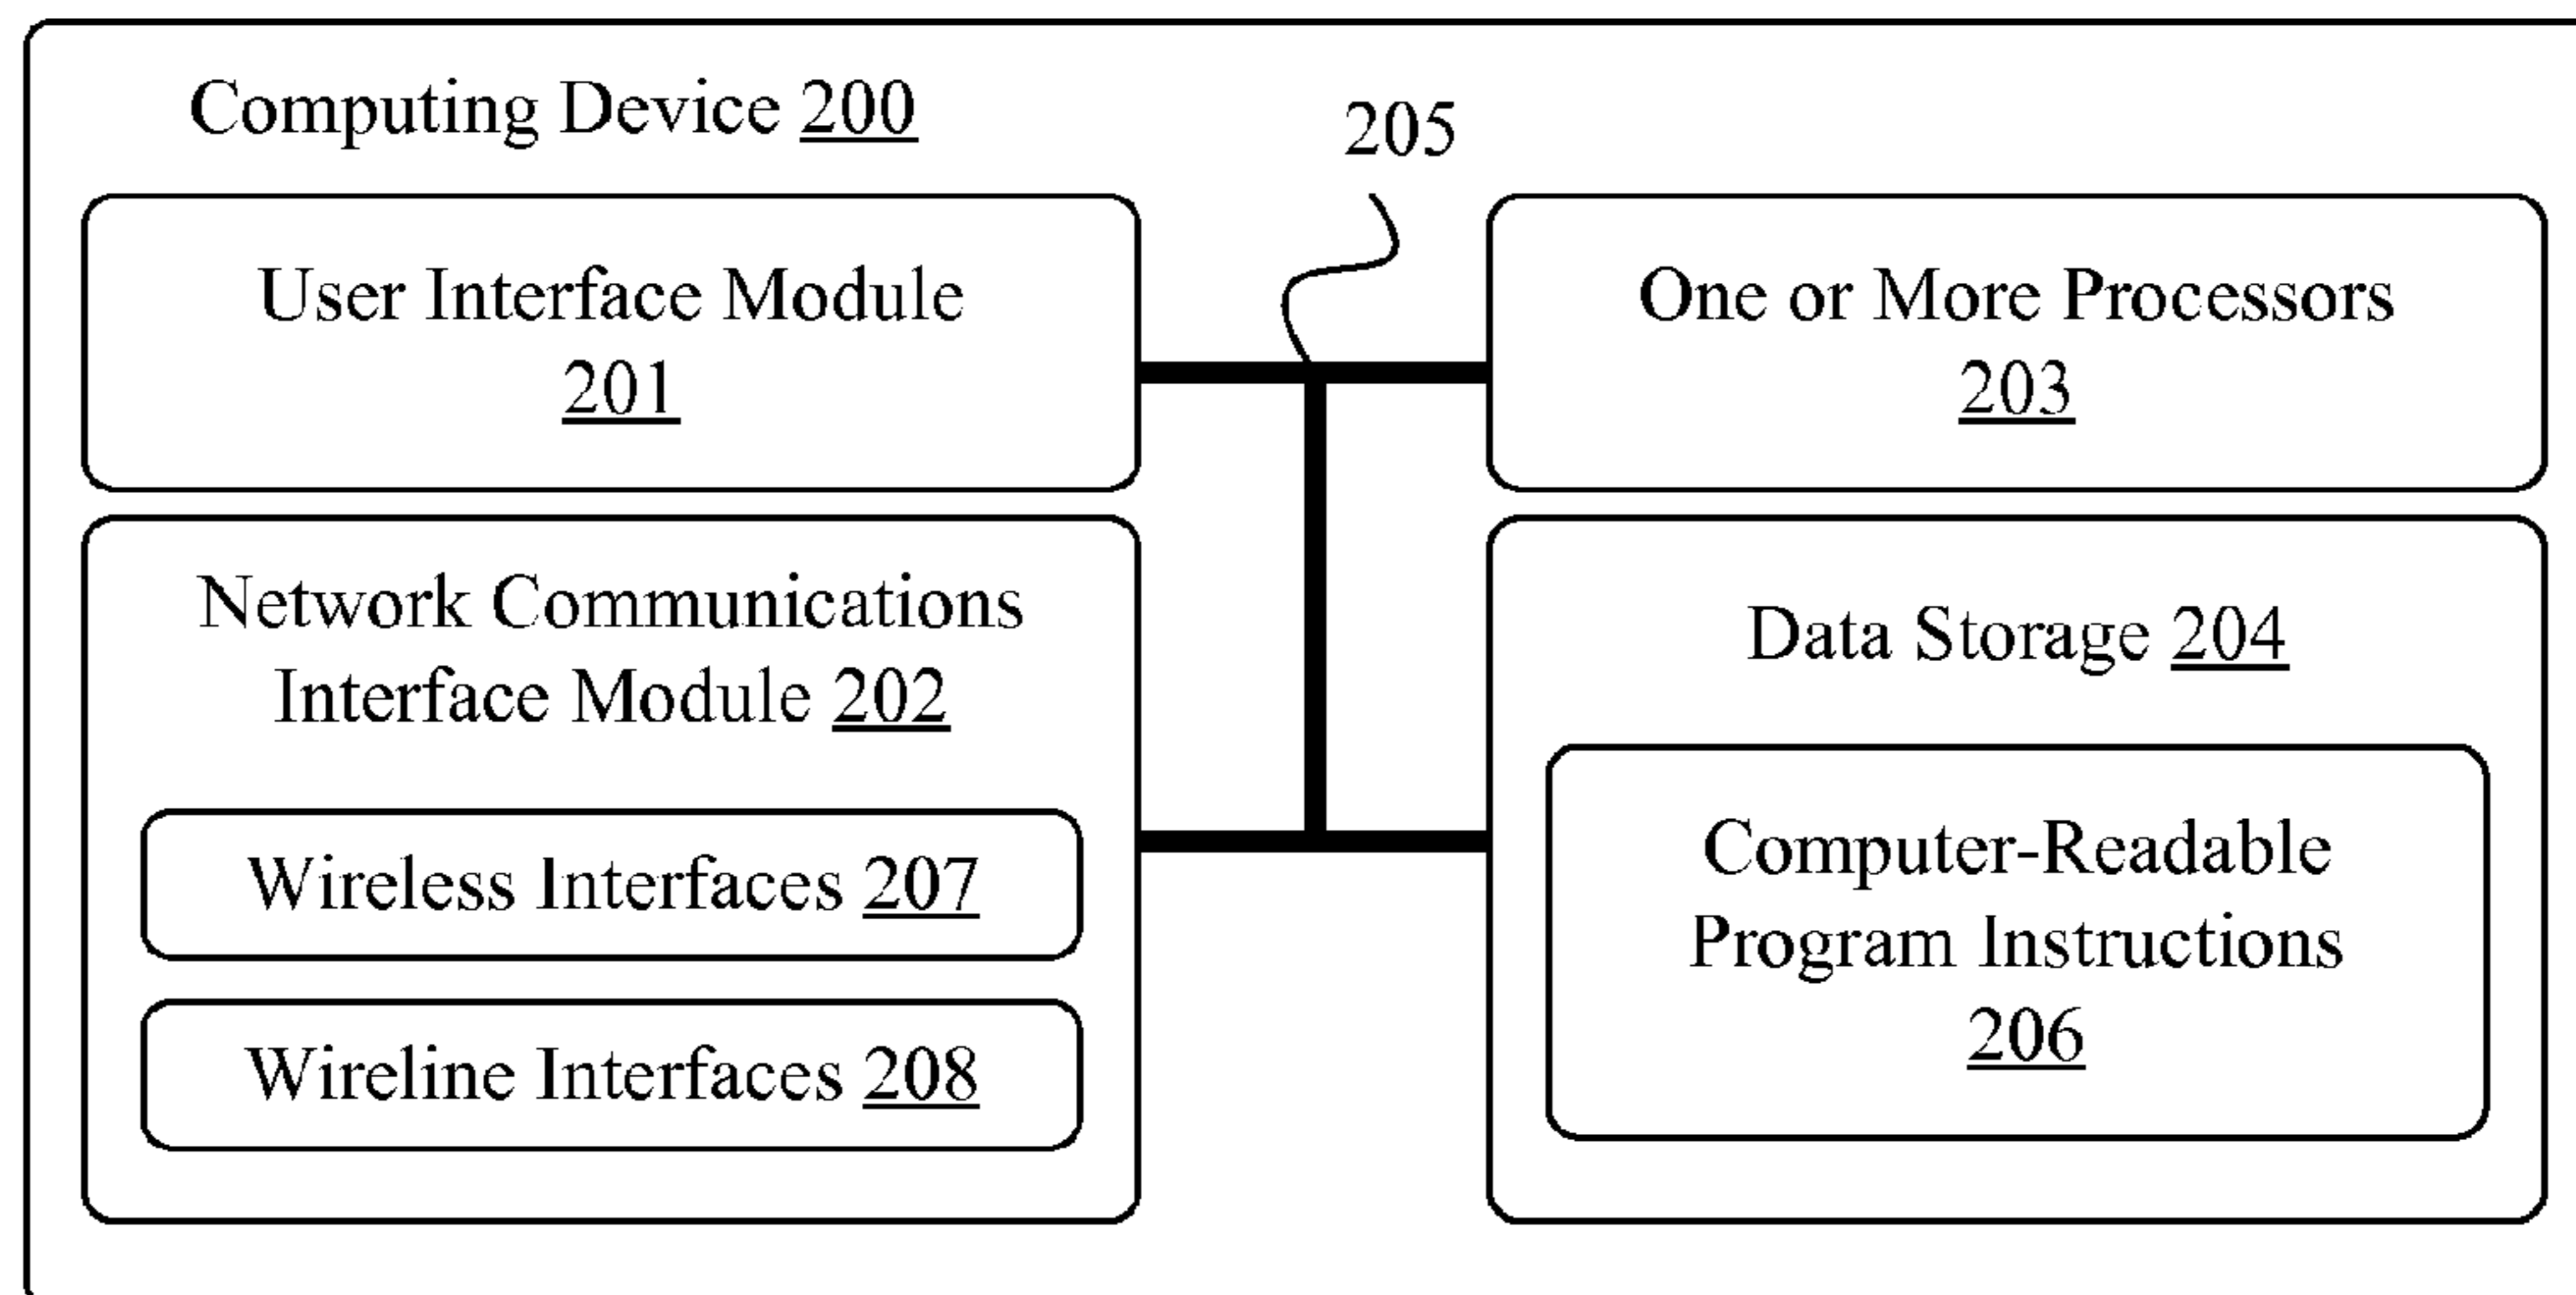 Computing Device 200
205
User Interface Module
201
One or More Processors
203
Network Communications
Interface Module 202
Wireless Interfaces 207
Wireline Interfaces 208
Data Storage 204
Computer-Readable
Program Instructions
206